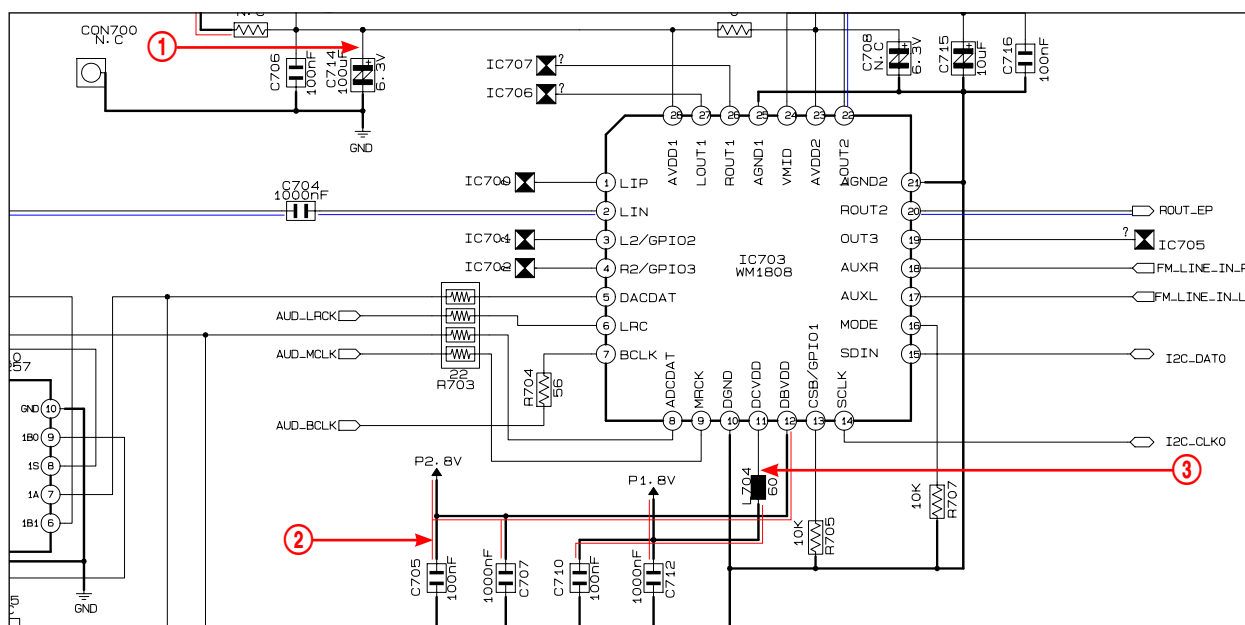 CON700
N.C
1
C706
100nF
C714
100uF
6.3V
GND
IC707
?
IC706
?
C708
N.C
6.3V
C715
10uF
C716
100nF
28
27
26
25
24
23
22
AVDD1
LOUT1
ROUT1
AGND1
VMID
AVDD2
LOUT2
IC700
1
LIP
AGND2
21
C704
1000nF
2
LIN
ROUT2
20
ROUT_EP
IC701
3
L2/GPIO2
OUT3
19
?
IC705
IC703
WM1808
IC702
4
R2/GPIO3
AUXR
18
FM_LINE_IN_R
5
DACDAT
AUXL
17
FM_LINE_IN_L
AUD_LRCK
6
LRC
MODE
16
AUD_MCLK
7
BCLK
SDIN
15
I2C_DAT0
22
R703
R704
56
ADCDAT
MRCK
DGND
DCVDD
DBVDD
CSB/GPIO1
SCLK
8
9
10
11
12
13
14
AUD_BCLK
I2C_CLK0
257
GND
10
1B0
9
1S
8
1A
7
1B1
6
GND
P2.8V
P1.8V
L704
60
3
10K
R707
2
10K
R705
C705
100nF
1000nF
C707
C710
100nF
1000nF
C712